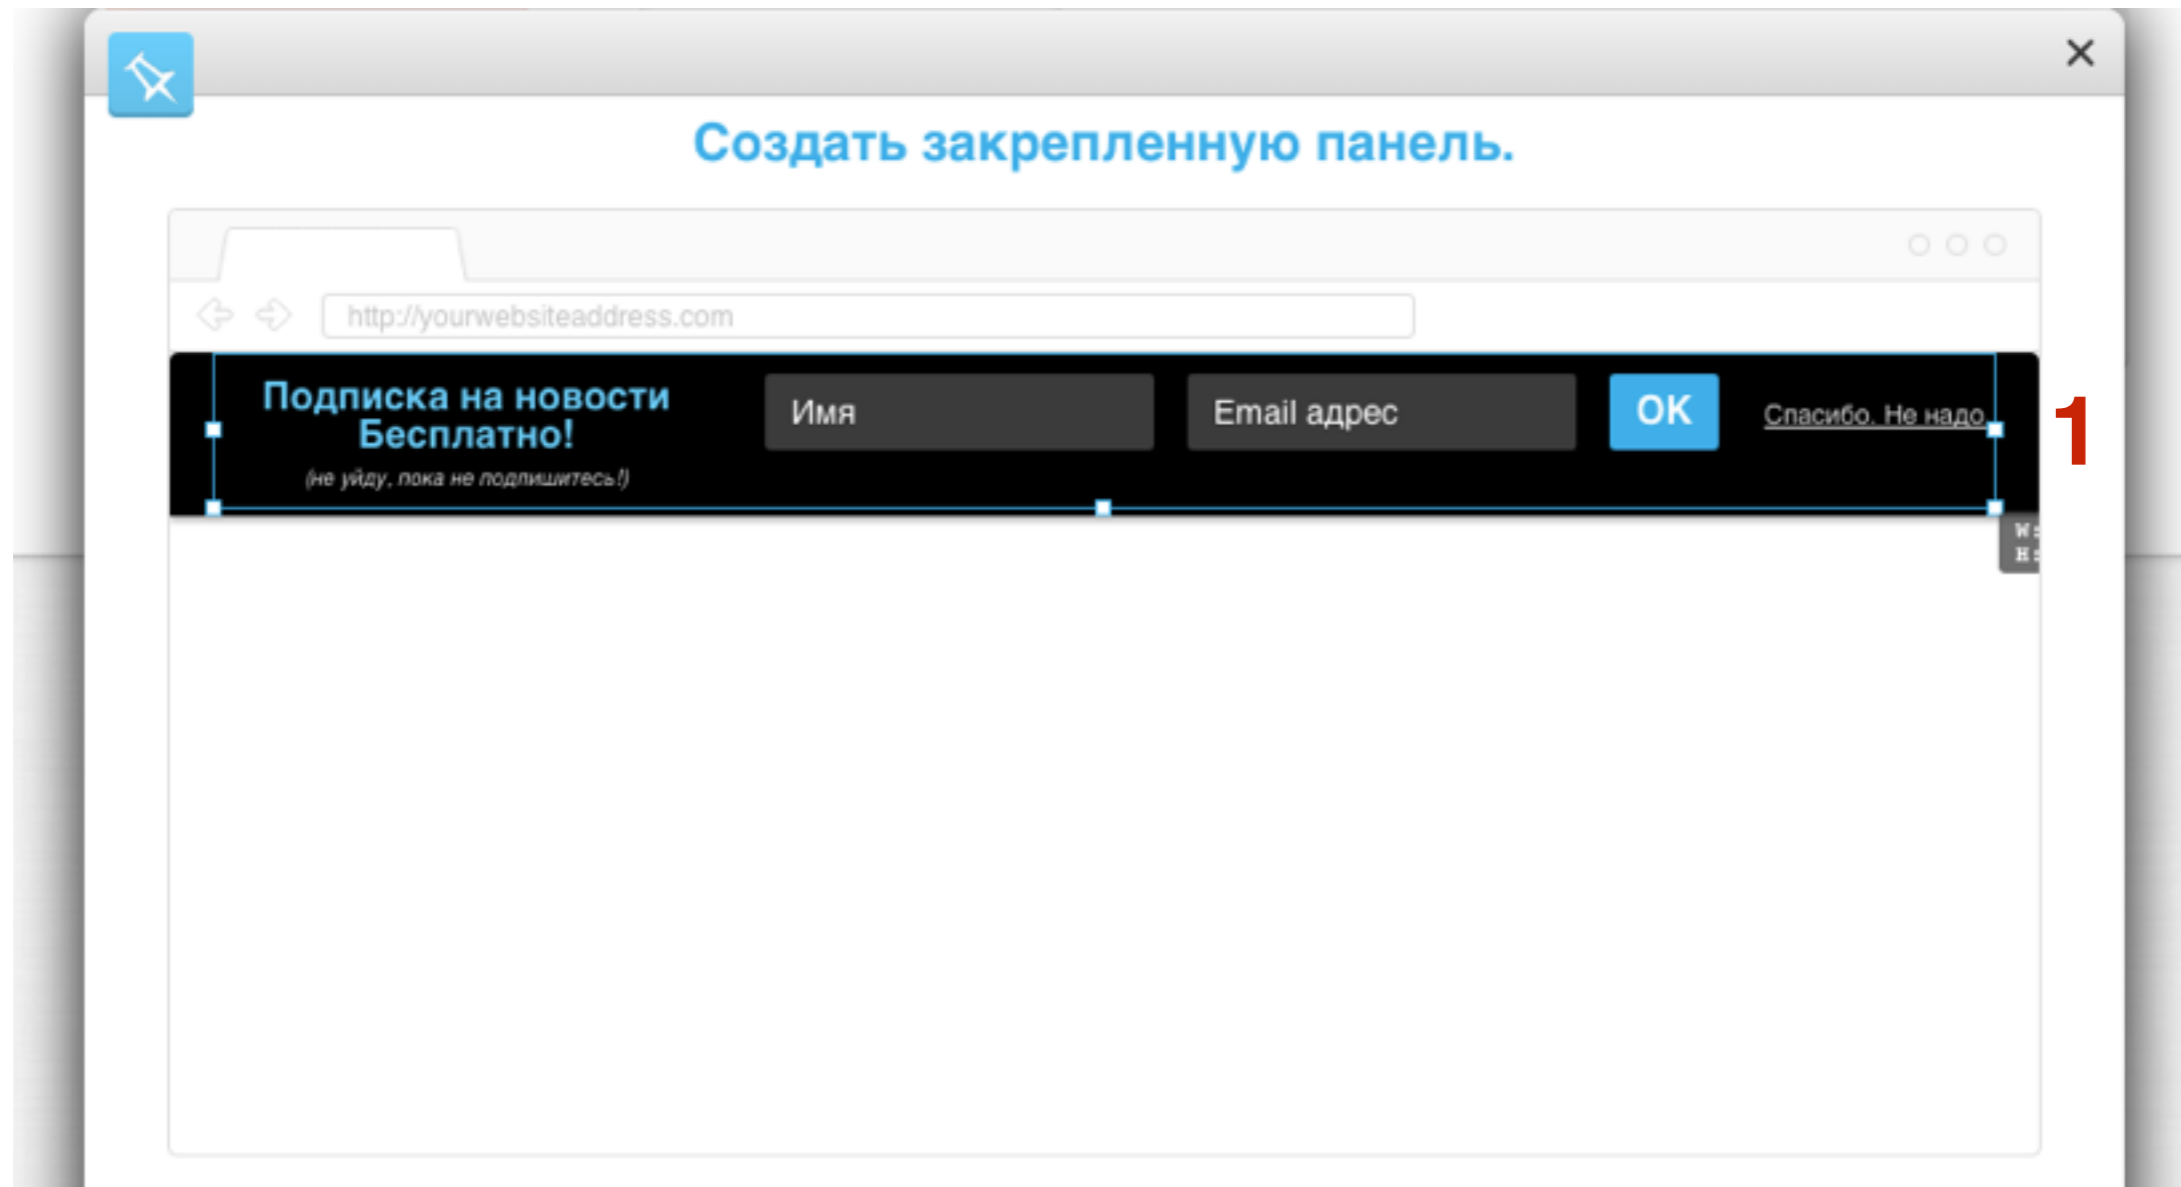 Создать закрепленную панель.
http://yourwebsiteaddress.com
Подписка на новости
Бесплатно!
(не уйду, пока не подпишитесь!)
Имя
Email адрес
OK
Спасибо. Не надо.
1
W:
H: